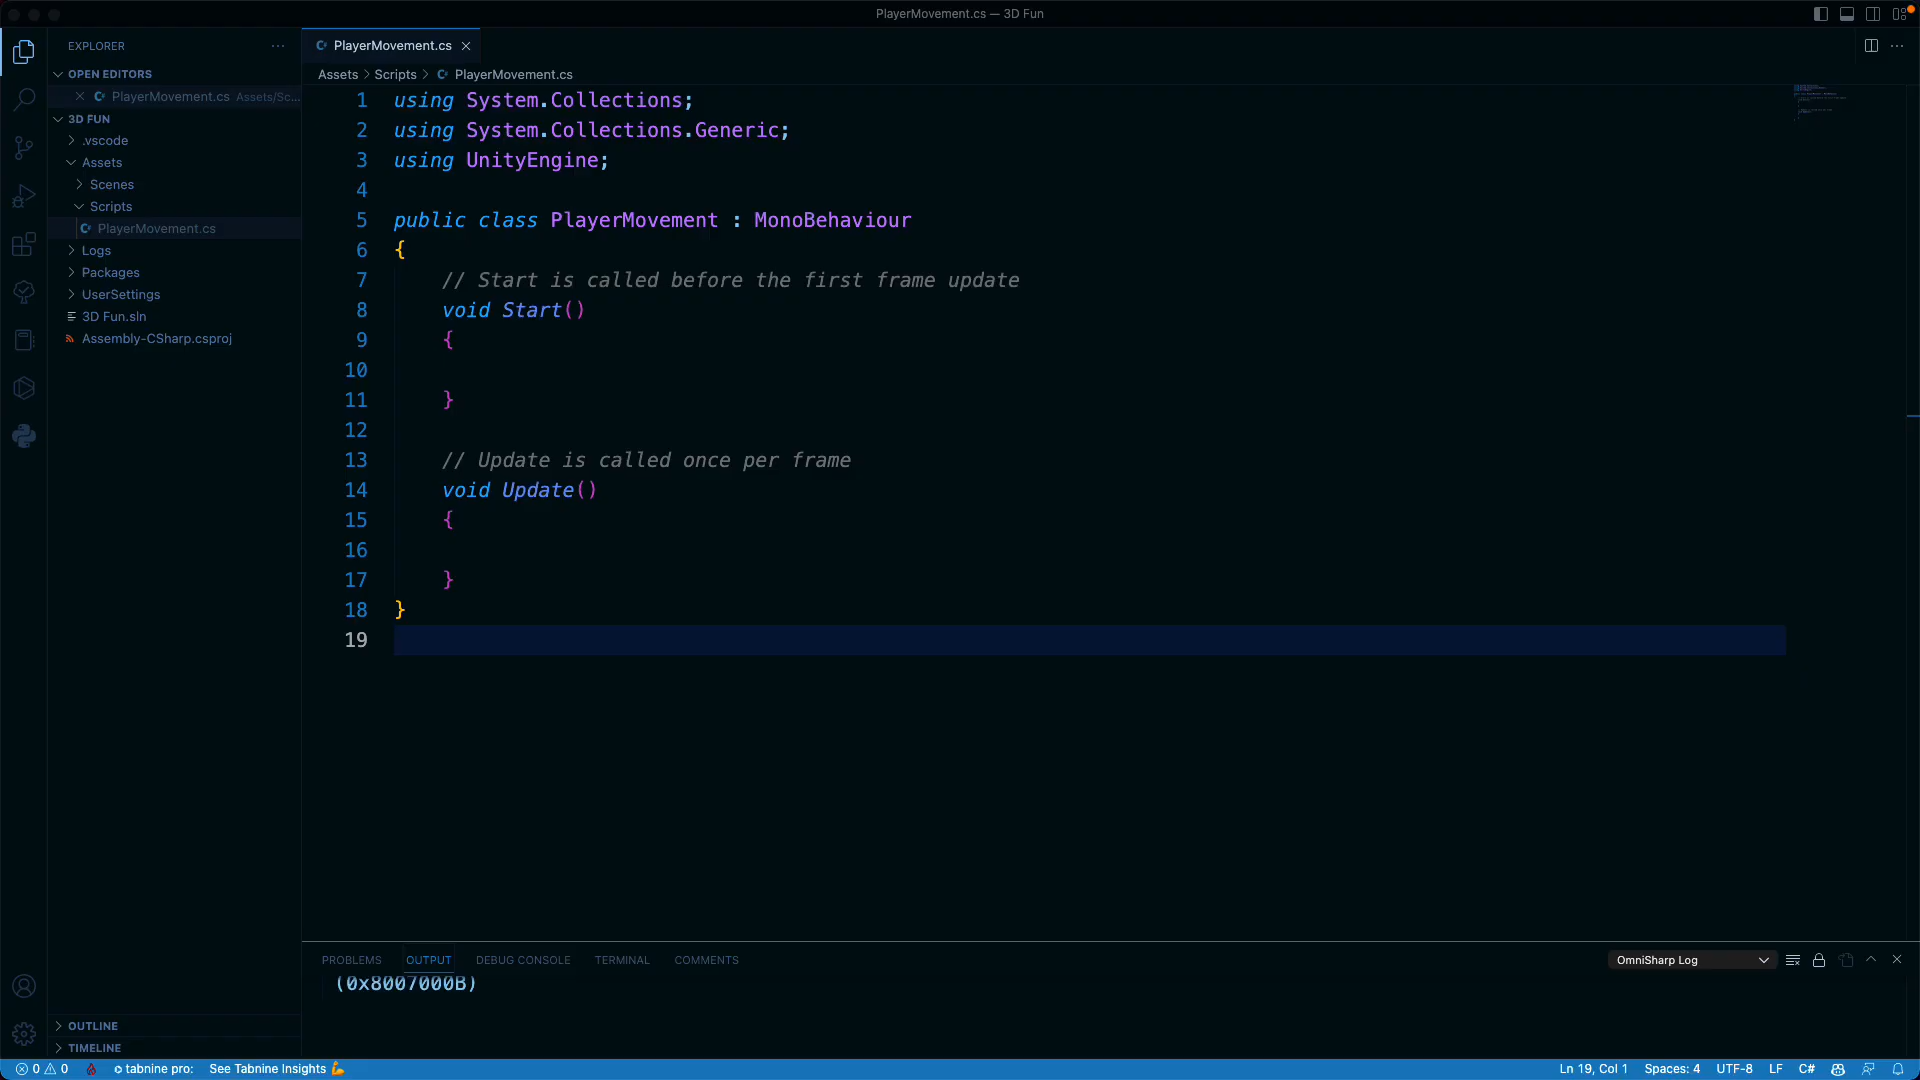 PlayerMovement.cs — 3D Fun
EXPLORER
OPEN EDITORS
PlayerMovement.cs Assets/Sc...
3D FUN
.vscode
Assets
Scenes
Scripts
PlayerMovement.cs
Logs
Packages
UserSettings
3D Fun.sln
Assembly-CSharp.csproj
OUTLINE
TIMELINE
PlayerMovement.cs
Assets > Scripts > PlayerMovement.cs
1 using System.Collections;
2 using System.Collections.Generic;
3 using UnityEngine;
4
5 public class PlayerMovement : MonoBehaviour
6 {
7 // Start is called before the first frame update
8 void Start()
9 {
10
11 }
12
13 // Update is called once per frame
14 void Update()
15 {
16
17 }
18 }
19
PROBLEMS OUTPUT DEBUG CONSOLE TERMINAL COMMENTS OmniSharp Log
(0x8007000B)
0 0 tabnine pro: See Tabnine Insights 💪 Ln 19, Col 1 Spaces: 4 UTF-8 LF C#